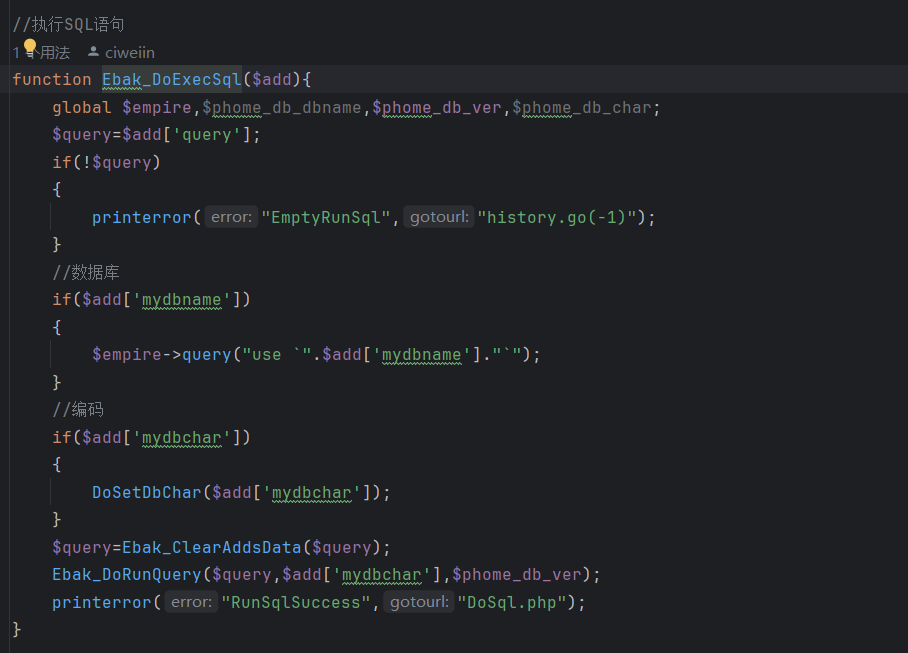 //执行SQL语句
1个用法 ciweiin
function Ebak_DoExecSql($add){
global $empire,$phome_db_dbname,$phome_db_ver,$phome_db_char;
$query=$add['query'];
if(!$query)
{
printerror( error: "EmptyRunSql", gotourl: "history.go(-1)");
}
//数据库
if($add['mydbname'])
{
$empire->query("use `".$add['mydbname']."`");
}
//编码
if($add['mydbchar'])
{
DoSetDbChar($add['mydbchar']);
}
$query=Ebak_ClearAddsData($query);
Ebak_DoRunQuery($query,$add['mydbchar'],$phome_db_ver);
printerror( error: "RunSqlSuccess", gotourl: "DoSql.php");
}